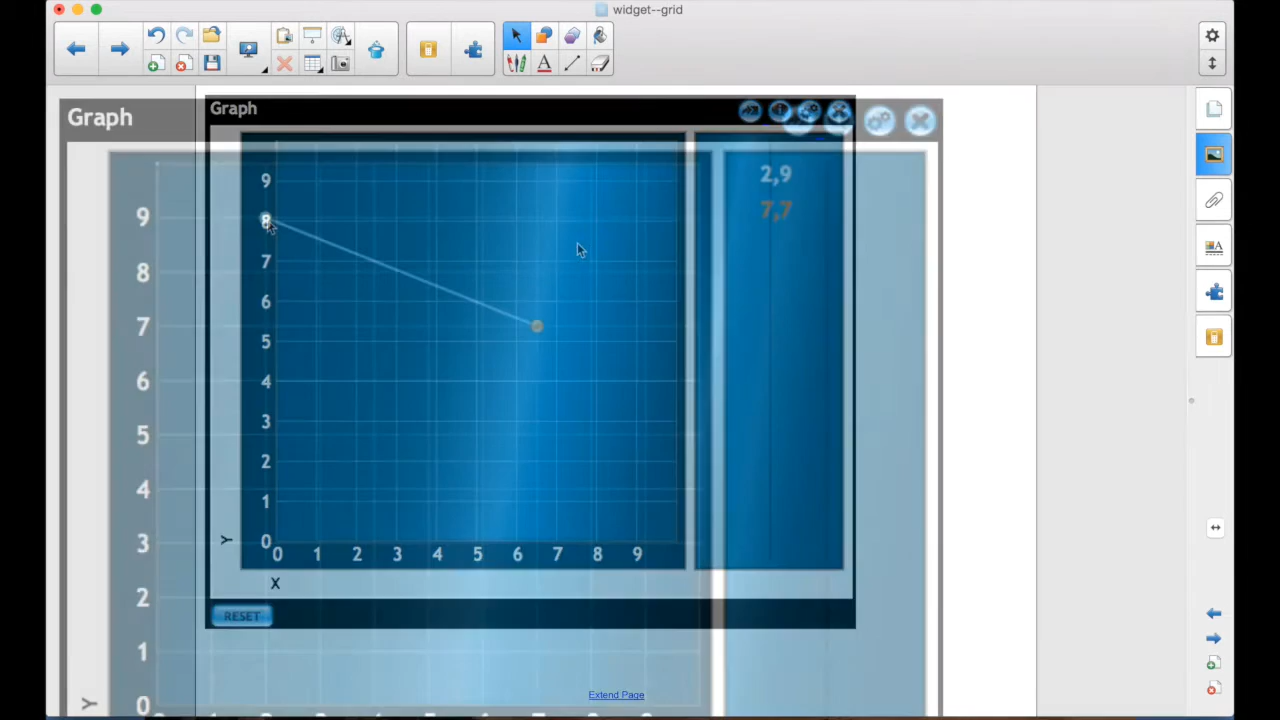 widget--grid
Graph
Graph
9
8
7
6
5
4
3
2
1
0
0 1 2 3 4 5 6 7 8 9
Y
X
RESET
2,9
7,7
9
8
7
6
5
4
3
2
1
0
Y
Extend Page